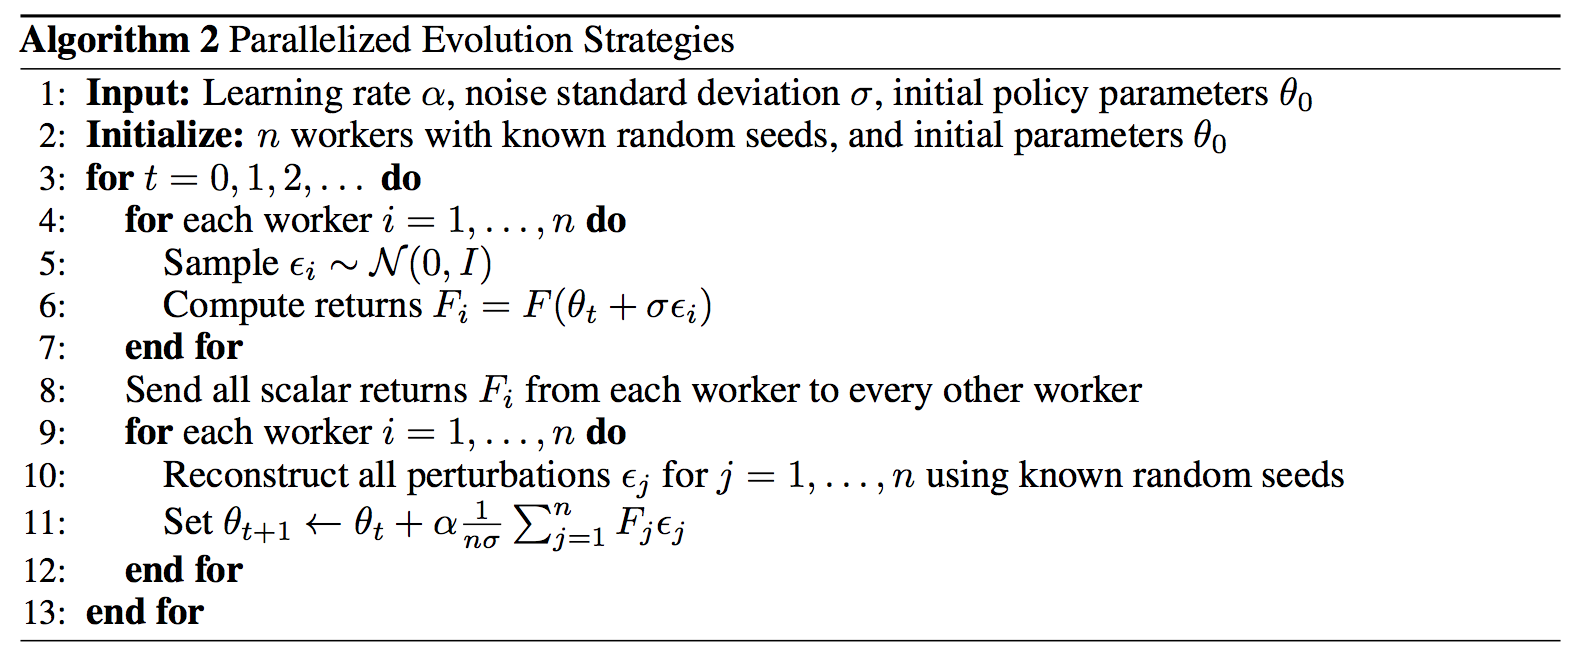 Algorithm 2 Parallelized Evolution Strategies
1: Input: Learning rate α, noise standard deviation σ, initial policy parameters θ₀
2: Initialize: n workers with known random seeds, and initial parameters θ₀
3: for t = 0, 1, 2, . . . do
4: for each worker i = 1, . . . , n do
5: Sample ϵᵢ ∼ 𝒩(0, I)
6: Compute returns Fᵢ = F(θₜ + σϵᵢ)
7: end for
8: Send all scalar returns Fᵢ from each worker to every other worker
9: for each worker i = 1, . . . , n do
10: Reconstruct all perturbations ϵⱼ for j = 1, . . . , n using known random seeds
11: Set θₜ₊₁ ← θₜ + α 1/(nσ) ∑ⁿⱼ₌₁ Fⱼϵⱼ
12: end for
13: end for